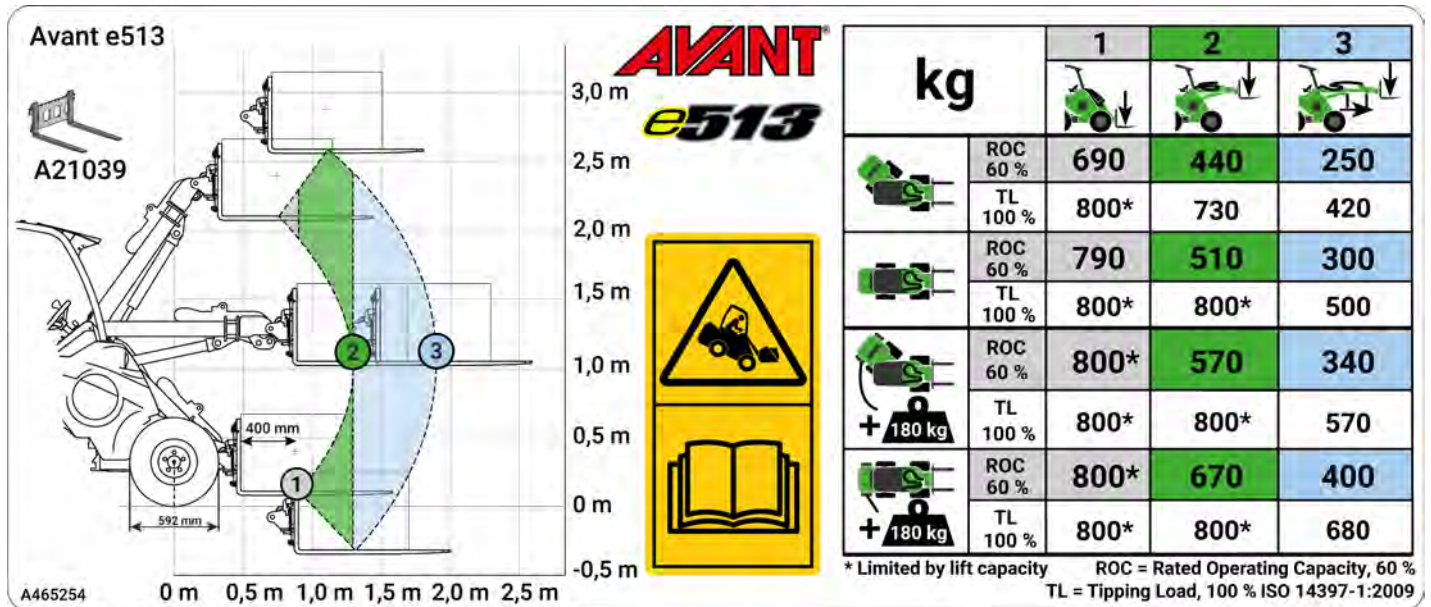 Avant e513
A21039
3,0 m
2,5 m
2,0 m
1,5 m
1,0 m
0,5 m
0 m
-0,5 m
2
3
400 mm
1
592 mm
A465254
0 m 0,5 m 1,0 m 1,5 m 2,0 m 2,5 m
AVANT®
e513
kg
1 2 3
ROC 690 440 250
60 %
TL 800* 730 420
100 %
ROC 790 510 300
60 %
TL 800* 800* 500
100 %
ROC 800* 570 340
60 %
TL 800* 800* 570
100 %
+ 180 kg
ROC 800* 670 400
60 %
TL 800* 800* 680
100 %
+ 180 kg
* Limited by lift capacity ROC = Rated Operating Capacity, 60 %
TL = Tipping Load, 100 % ISO 14397-1:2009